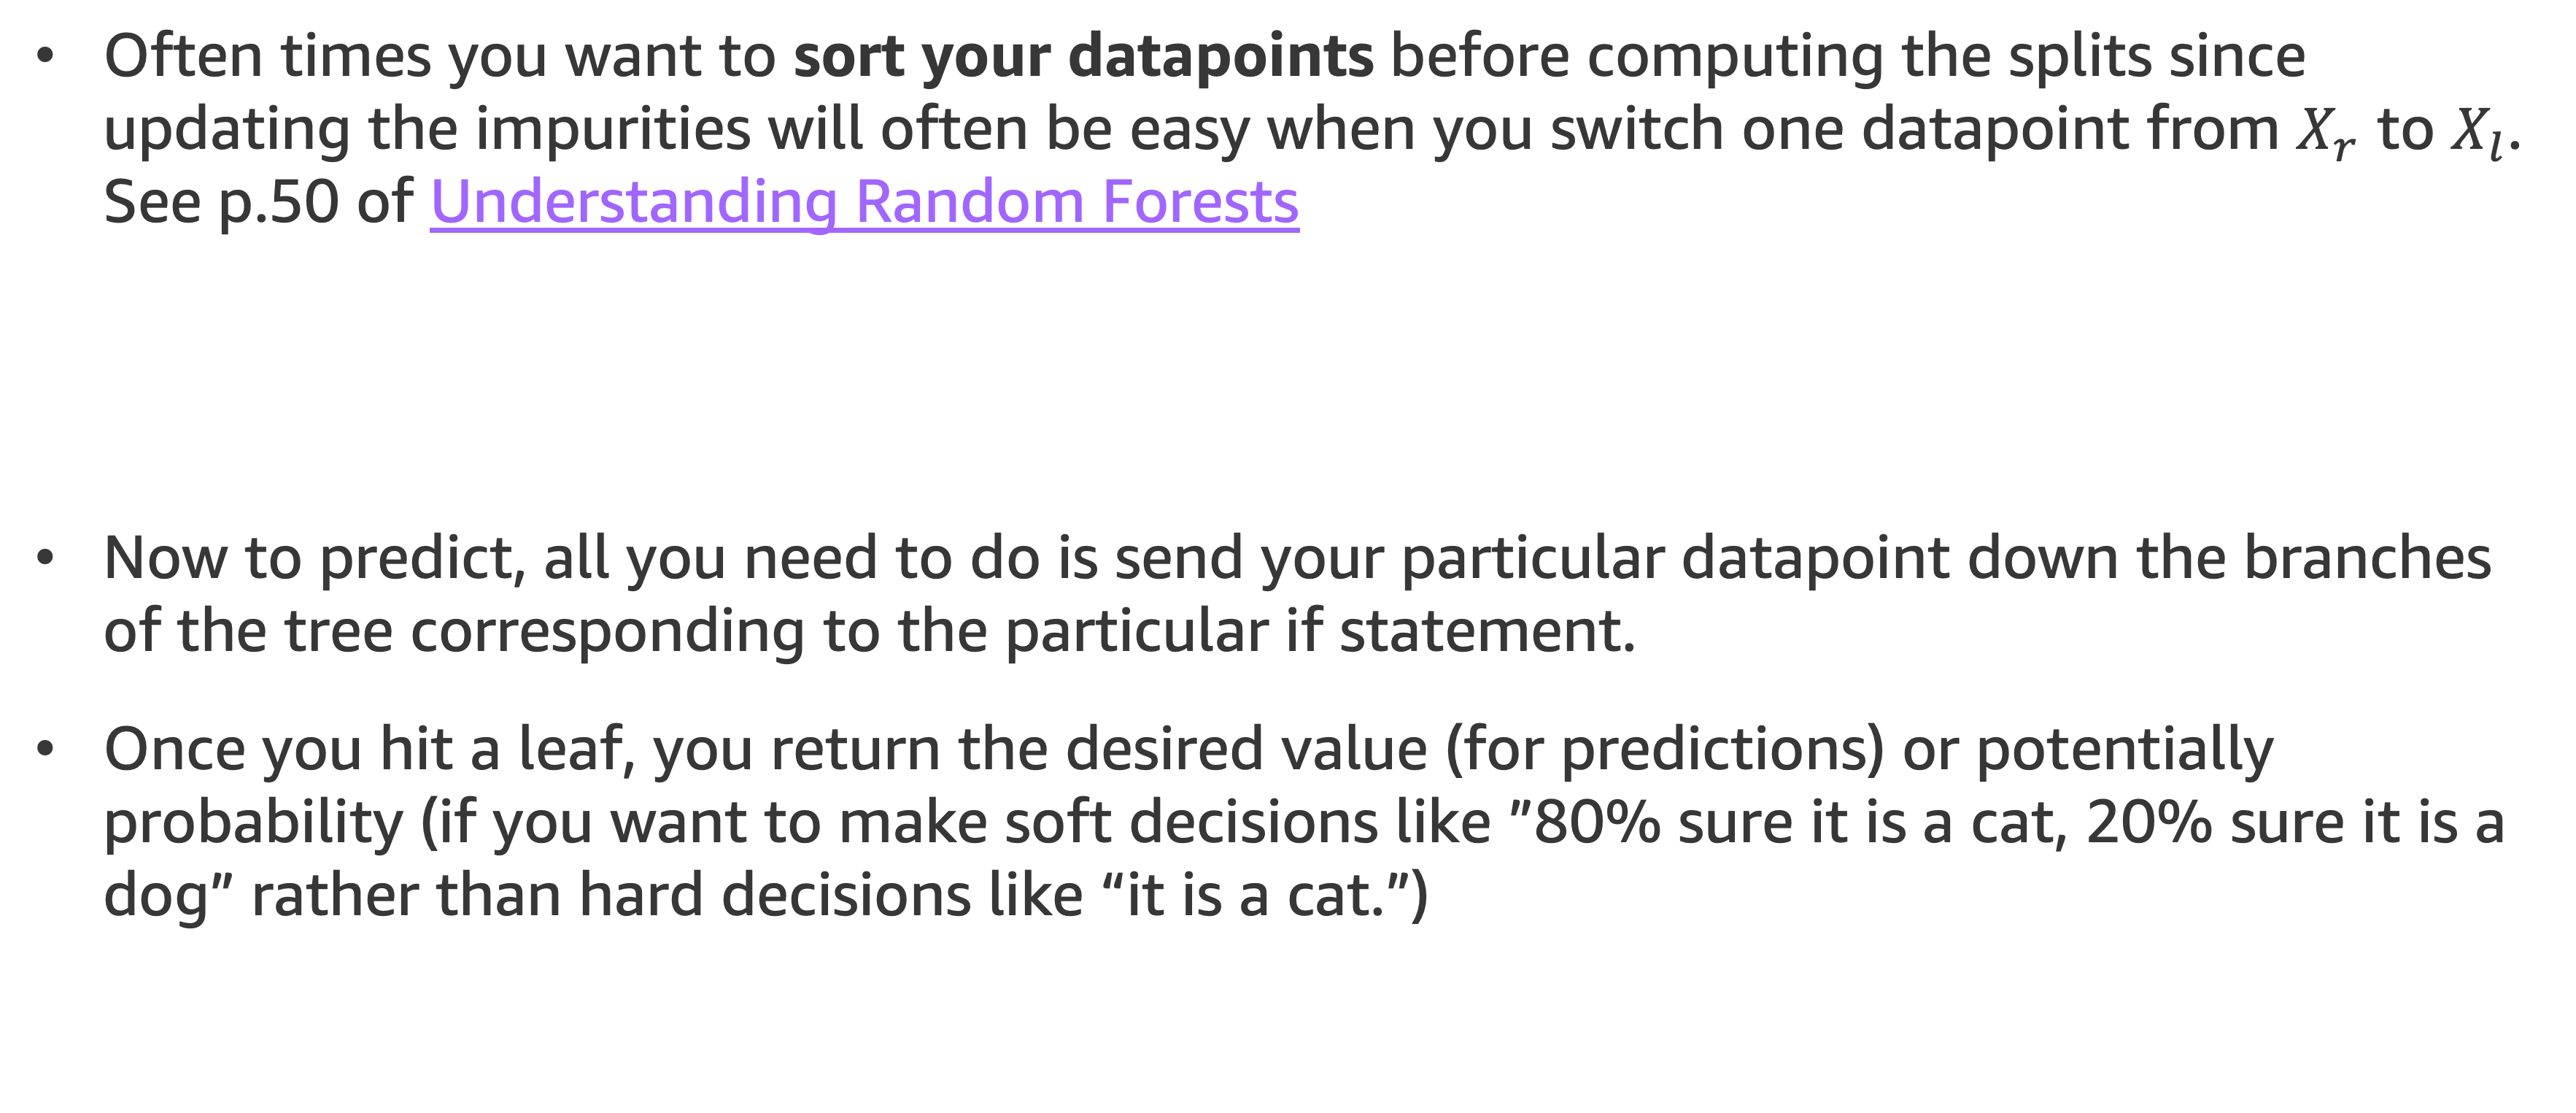 • Often times you want to sort your datapoints before computing the splits since
updating the impurities will often be easy when you switch one datapoint from Xᵣ to Xₗ.
See p.50 of Understanding Random Forests
• Now to predict, all you need to do is send your particular datapoint down the branches
of the tree corresponding to the particular if statement.
• Once you hit a leaf, you return the desired value (for predictions) or potentially
probability (if you want to make soft decisions like ”80% sure it is a cat, 20% sure it is a
dog” rather than hard decisions like “it is a cat.”)